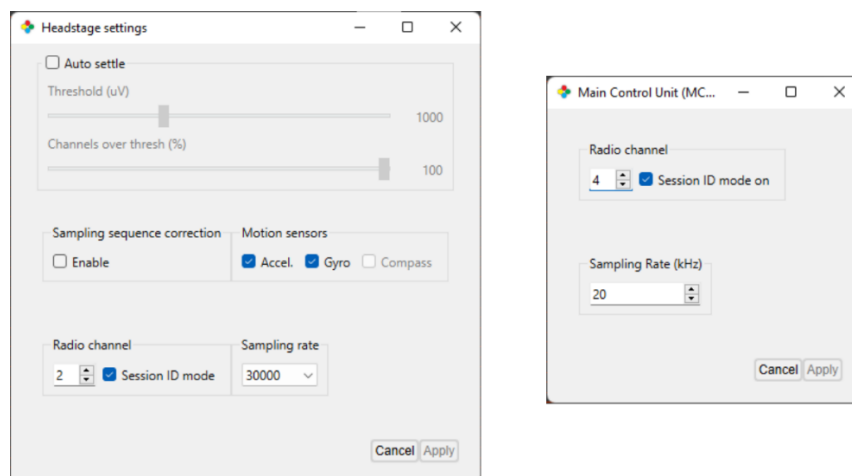 Headstage settings
Auto settle
Threshold (uV)
1000
Channels over thresh (%)
100
Sampling sequence correction
Enable
Motion sensors
Accel. Gyro Compass
Radio channel
2 Session ID mode
Sampling rate
30000
Cancel Apply
Main Control Unit (MC...
Radio channel
4 Session ID mode on
Sampling Rate (kHz)
20
Cancel Apply